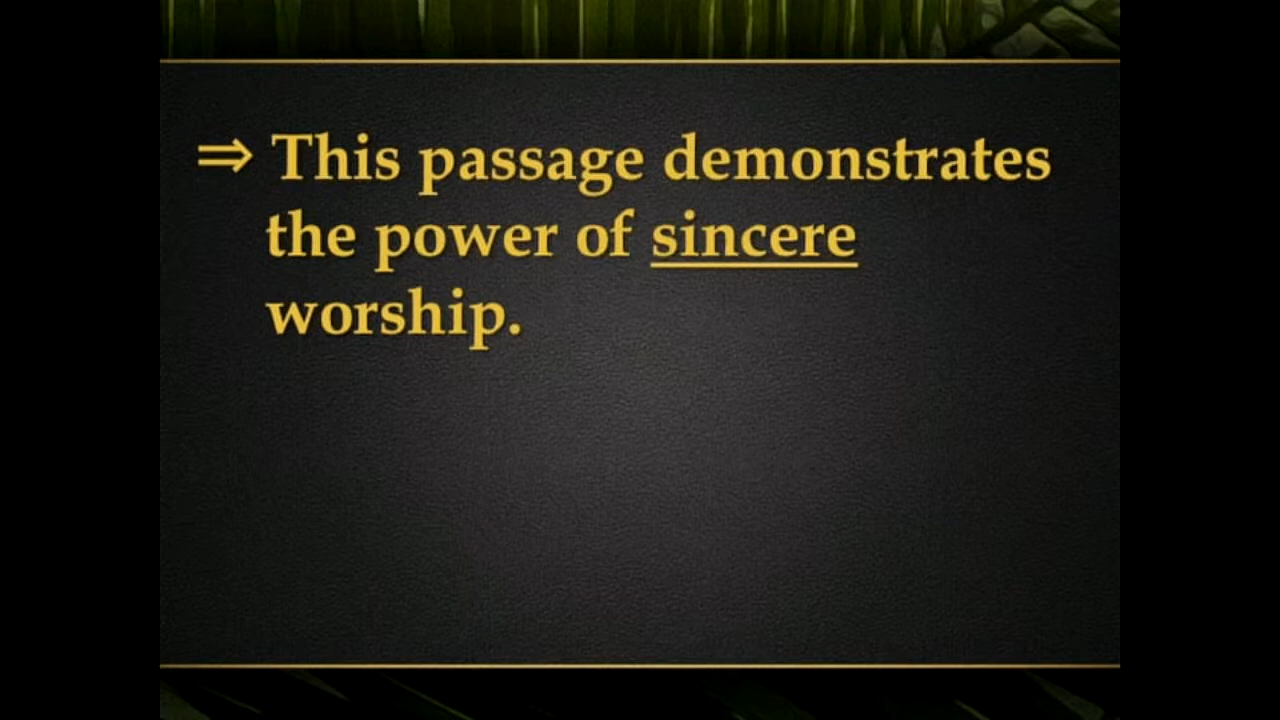 ⇒ This passage demonstrates
the power of sincere
worship.